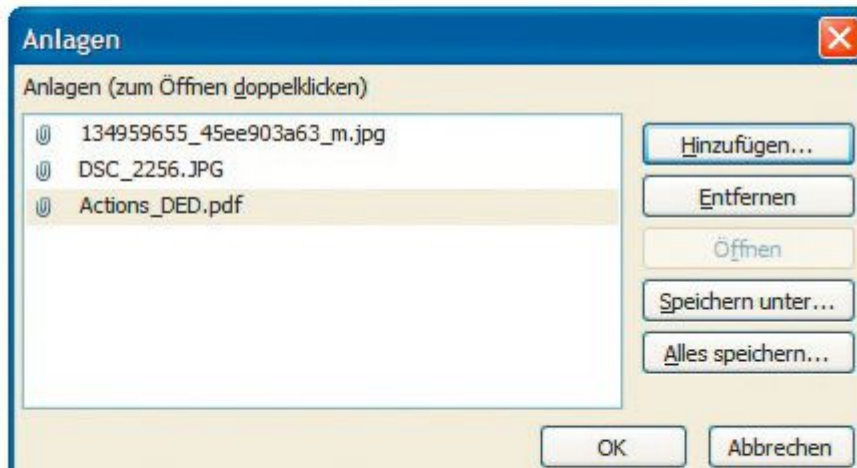 Anlagen
Anlagen (zum Öffnen doppelklicken)
134959655_45ee903a63_m.jpg
DSC_2256.JPG
Actions_DED.pdf
Hinzufügen...
Entfernen
Öffnen
Speichern unter...
Alles speichern...
OK
Abbrechen